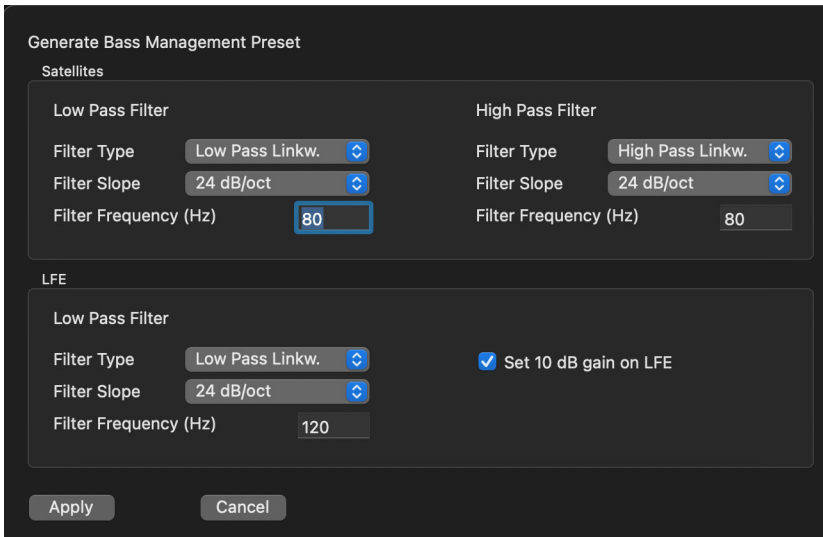 Generate Bass Management Preset
Satellites
Low Pass Filter
Filter Type Low Pass Linkw.
Filter Slope 24 dB/oct
Filter Frequency (Hz) 80
High Pass Filter
Filter Type High Pass Linkw.
Filter Slope 24 dB/oct
Filter Frequency (Hz) 80
LFE
Low Pass Filter
Filter Type Low Pass Linkw.
Filter Slope 24 dB/oct
Filter Frequency (Hz) 120
Set 10 dB gain on LFE
Apply Cancel